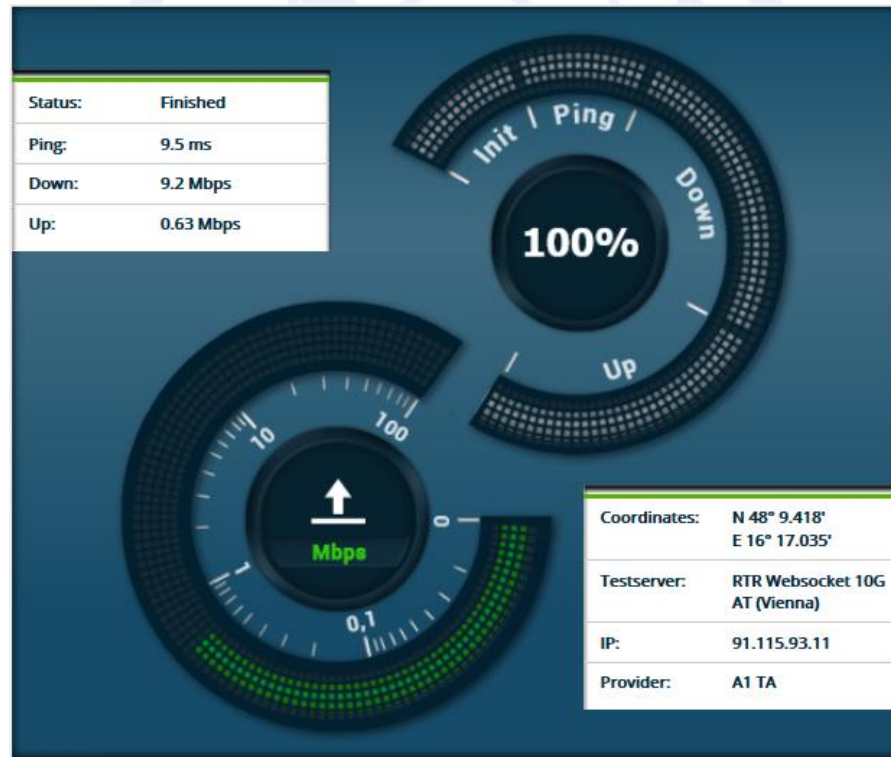 Status: Finished
Ping: 9.5 ms
Down: 9.2 Mbps
Up: 0.63 Mbps
Init
Ping
Down
Up
100%
100
10
1
0,1
0
Mbps
Coordinates: N 48° 9.418'
E 16° 17.035'
Testserver: RTR Websocket 10G
AT (Vienna)
IP: 91.115.93.11
Provider: A1 TA